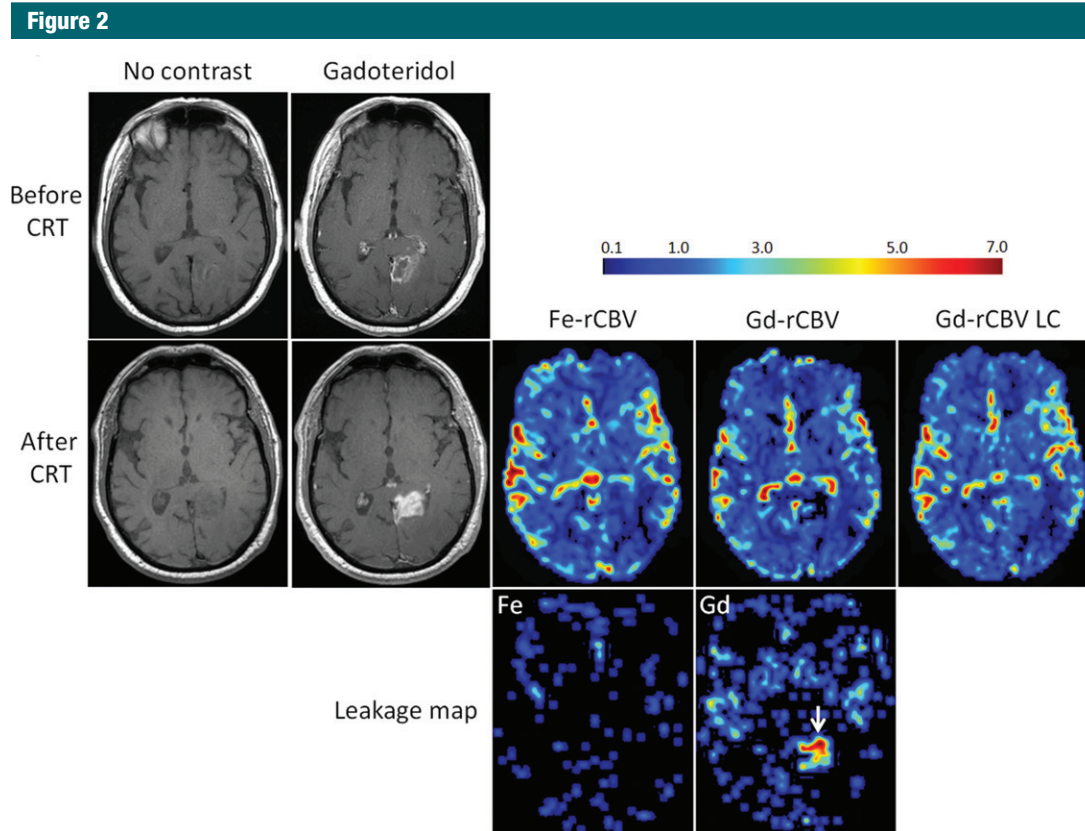 Figure 2
No contrast
Gadoteridol
Before
CRT
0.1 1.0 3.0 5.0 7.0
Fe-rCBV
Gd-rCBV
Gd-rCBV LC
After
CRT
Fe
Gd
Leakage map